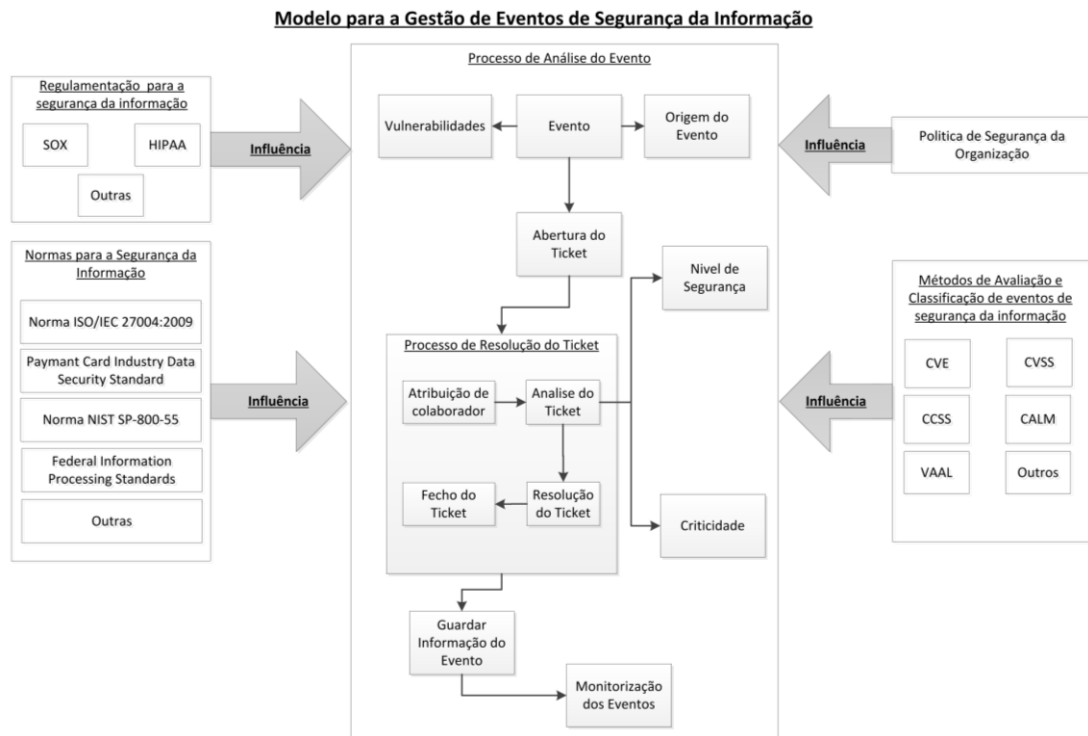 Modelo para a Gestão de Eventos de Segurança da Informação
Regulamentação para a
segurança da informação
SOX
HIPAA
Outras
Influência
Normas para a Segurança da
Informação
Norma ISO/IEC 27004:2009
Paymant Card Industry Data
Security Standard
Norma NIST SP-800-55
Federal Information
Processing Standards
Outras
Influência
Processo de Análise do Evento
Vulnerabilidades
Evento
Origem do
Evento
Abertura do
Ticket
Nivel de
Segurança
Processo de Resolução do Ticket
Atribuição de
colaborador
Analise do
Ticket
Fecho do
Ticket
Resolução
do Ticket
Criticidade
Guardar
Informação do
Evento
Monitorização
dos Eventos
Influência
Politica de Segurança da
Organização
Influência
Métodos de Avaliação e
Classificação de eventos de
segurança da informação
CVE
CVSS
CCSS
CALM
VAAL
Outros